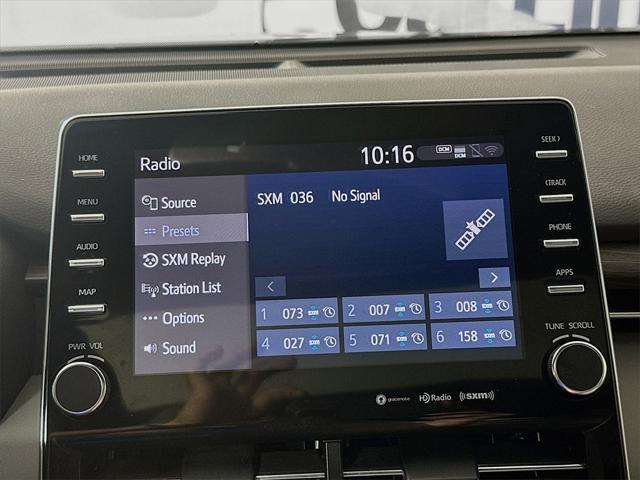 HOME
MENU
AUDIO
MAP
PWR VOL
Radio
10:16
DCM
DCM
Source
Presets
SXM Replay
Station List
Options
Sound
SXM 036 No Signal
1 073 2 007 3 008
4 027 5 071 6 158
SEEK >
< TRACK
PHONE
APPS
TUNE SCROLL
gracenote HD Radio ((sxm))